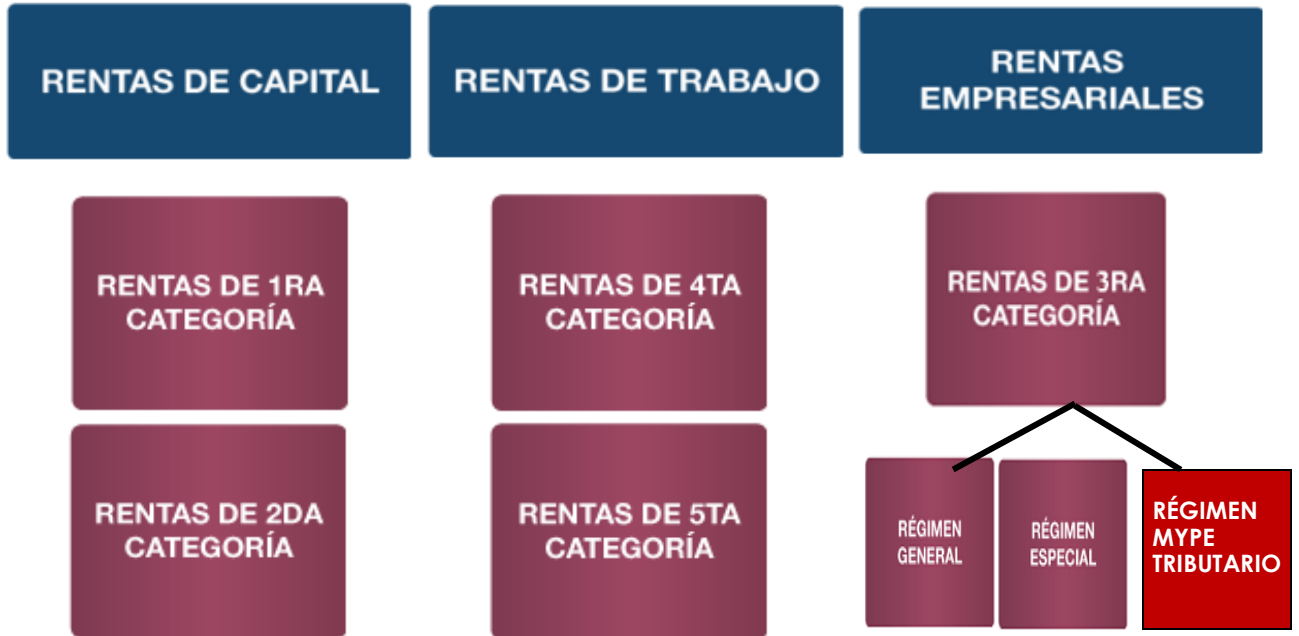 RENTAS DE CAPITAL
RENTAS DE TRABAJO
RENTAS
EMPRESARIALES
RENTAS DE 1RA
CATEGORÍA
RENTAS DE 4TA
CATEGORÍA
RENTAS DE 3RA
CATEGORÍA
RENTAS DE 2DA
CATEGORÍA
RENTAS DE 5TA
CATEGORÍA
RÉGIMEN
GENERAL
RÉGIMEN
ESPECIAL
RÉGIMEN
MYPE
TRIBUTARIO